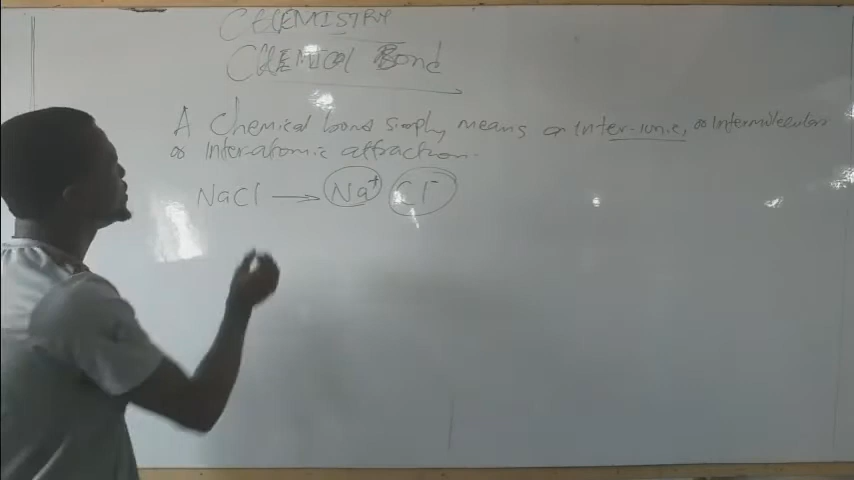 CHEMISTRY
CHEMICAL Bond
A Chemical bond simply means an Inter-ionic, or Intermolecular
or Interatomic attraction.
NaCl → Na⁺ Cl⁻